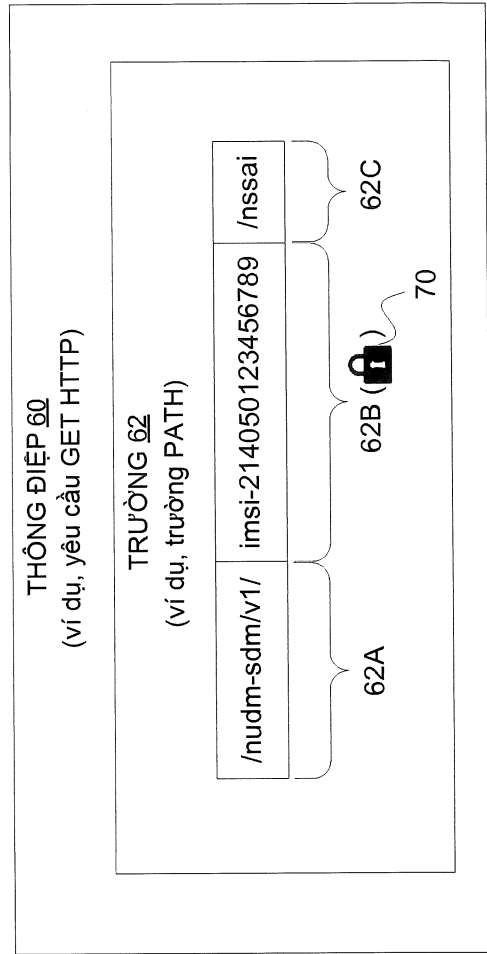 THÔNG ĐIỆP 60
(ví dụ, yêu cầu GET HTTP)
TRƯỜNG 62
(ví dụ, trường PATH)
/nudm-sdm/v1/ imsi-214050123456789 /nssai
62A 62B ( ) 62C
70